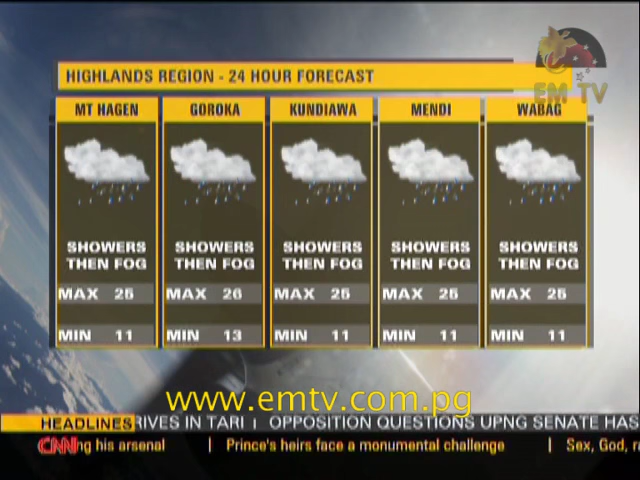 HIGHLANDS REGION - 24 HOUR FORECAST
EM TV
MT HAGEN GOROKA KUNDIAWA MENDI WABAG
SHOWERS SHOWERS SHOWERS SHOWERS SHOWERS
THEN FOG THEN FOG THEN FOG THEN FOG THEN FOG
MAX 25 MAX 26 MAX 25 MAX 25 MAX 25
MIN 11 MIN 13 MIN 11 MIN 11 MIN 11
www.emtv.com.pg
HEADLINES RIVES IN TARI | OPPOSITION QUESTIONS UPNG SENATE HAS
CNN ng his arsenal | Prince's heirs face a monumental challenge | Sex, God, r